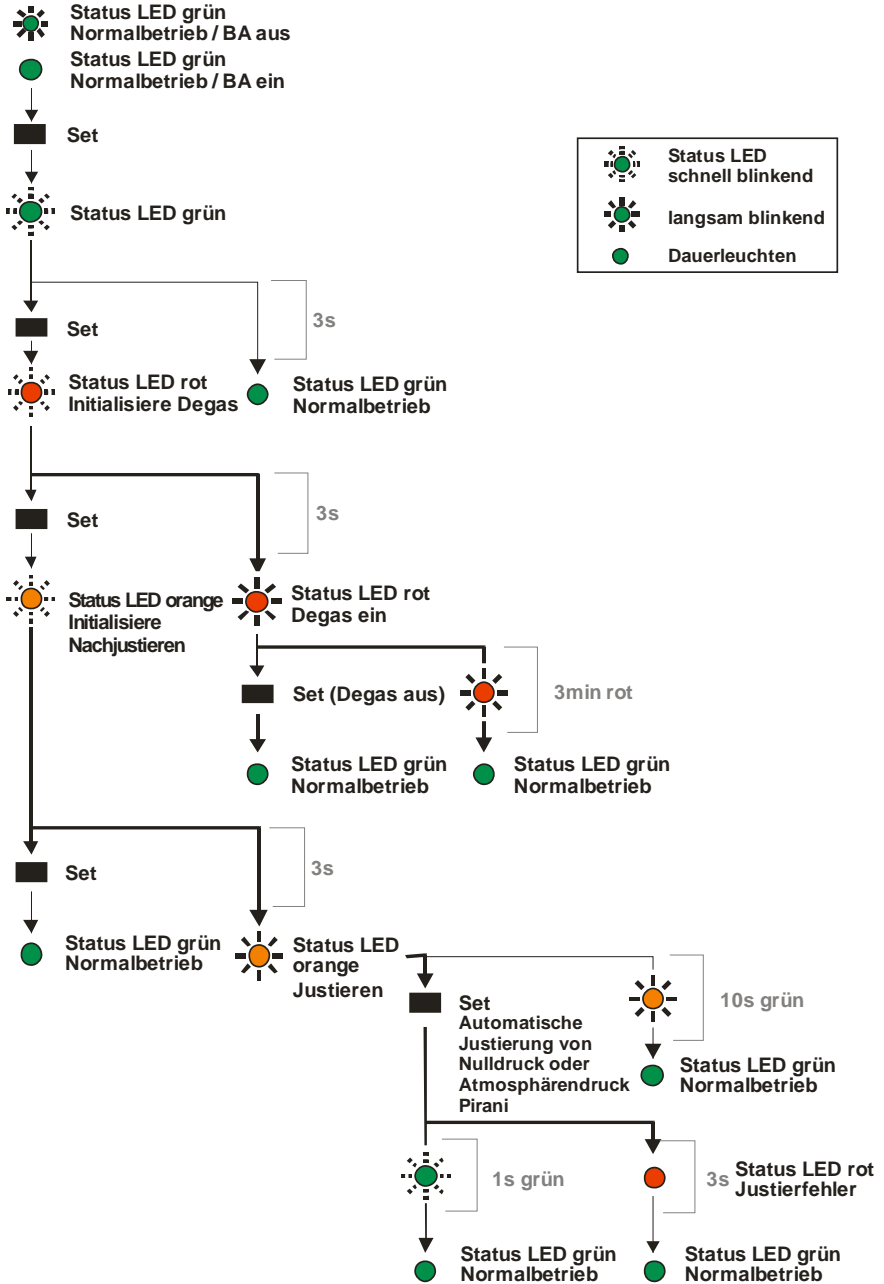 Status LED grün
Normalbetrieb / BA aus
Status LED grün
Normalbetrieb / BA ein
Set
Status LED
schnell blinkend
langsam blinkend
Dauerleuchten
Status LED grün
3s
Set
Status LED rot
Initialisiere Degas
Status LED grün
Normalbetrieb
3s
Set
Status LED orange
Initialisiere
Nachjustieren
Status LED rot
Degas ein
Set (Degas aus)
3min rot
Status LED grün
Normalbetrieb
Status LED grün
Normalbetrieb
3s
Set
Status LED grün
Normalbetrieb
Status LED
orange
Justieren
Set
Automatische
Justierung von
Nulldruck oder
Atmosphärendruck
Pirani
10s grün
Status LED grün
Normalbetrieb
1s grün
3s
Status LED rot
Justierfehler
Status LED grün
Normalbetrieb
Status LED grün
Normalbetrieb